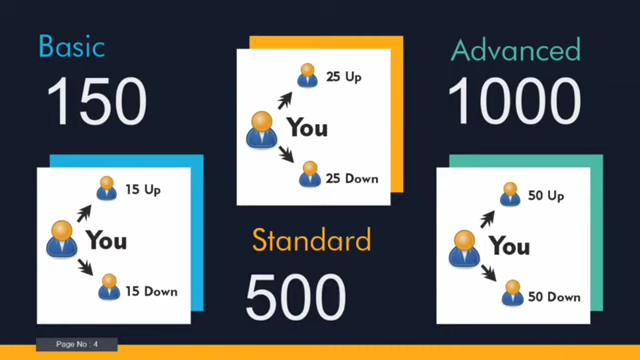 Basic
150
15 Up
You
15 Down
25 Up
You
25 Down
Standard
500
Advanced
1000
50 Up
You
50 Down
Page No : 4